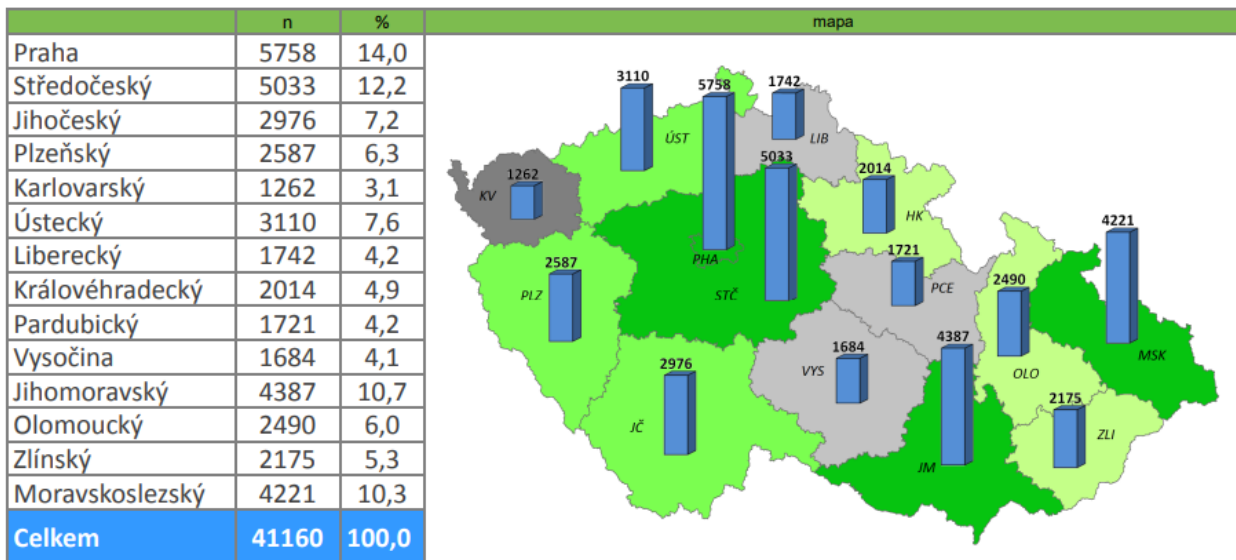 n % mapa
Praha 5758 14,0
Středočeský 5033 12,2
Jihočeský 2976 7,2
Plzeňský 2587 6,3
Karlovarský 1262 3,1
Ústecký 3110 7,6
Liberecký 1742 4,2
Královéhradecký 2014 4,9
Pardubický 1721 4,2
Vysočina 1684 4,1
Jihomoravský 4387 10,7
Olomoucký 2490 6,0
Zlínský 2175 5,3
Moravskoslezský 4221 10,3
Celkem 41160 100,0
3110 5758 1742
ÚST LIB
5033
1262 2014
KV HK
4221
PHA 1721
2587 2490
PLZ STČ PCE
4387 MSK
1684
2976 VYS OLO
2175
JČ ZLI
JM